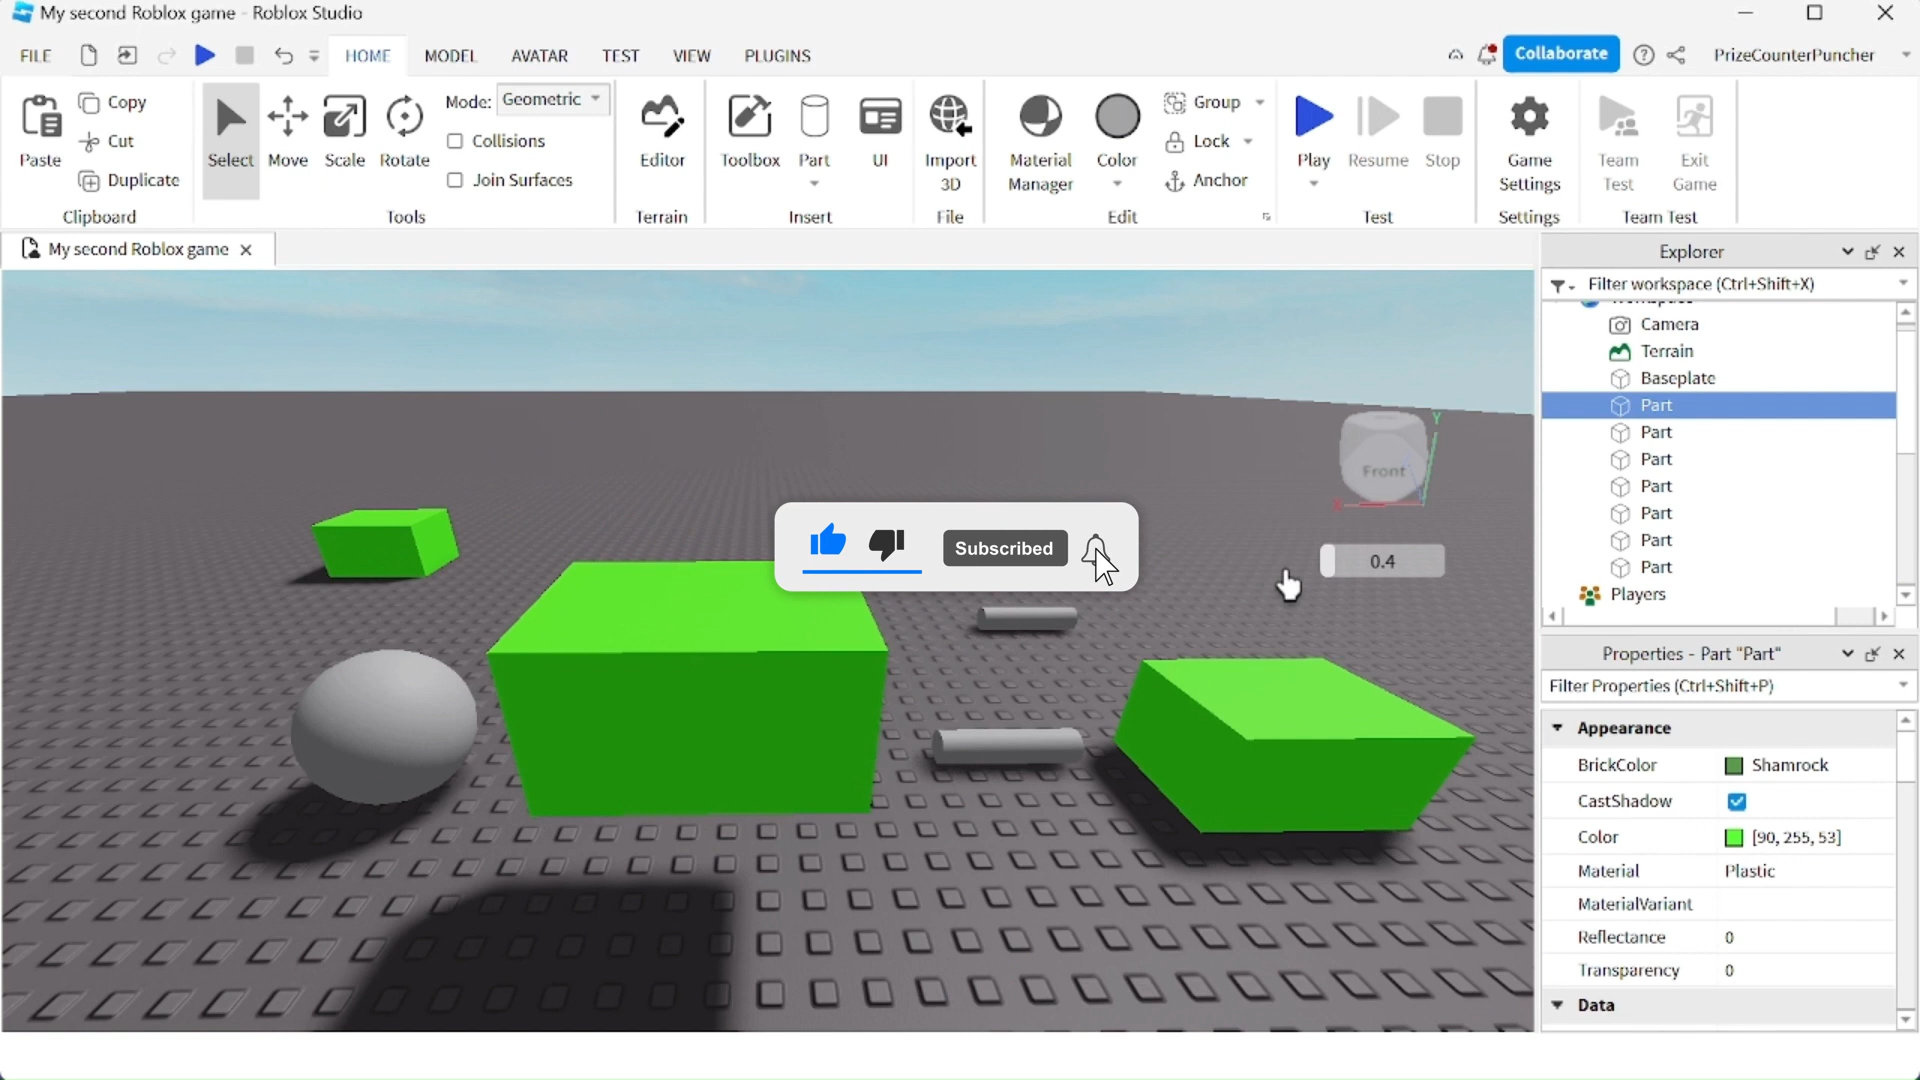 My second Roblox game - Roblox Studio
FILE
HOME
MODEL
AVATAR
TEST
VIEW
PLUGINS
Collaborate
PrizeCounterPuncher
Paste
Copy
Cut
Duplicate
Clipboard
Select
Move
Scale
Rotate
Mode: Geometric
Collisions
Join Surfaces
Tools
Editor
Terrain
Toolbox
Part
UI
Insert
Import
3D
File
Material
Manager
Color
Group
Lock
Anchor
Edit
Play
Resume
Stop
Test
Game
Settings
Settings
Team
Test
Exit
Game
Team Test
My second Roblox game
Explorer
Filter workspace (Ctrl+Shift+X)
Camera
Terrain
Baseplate
Part
Part
Part
Part
Part
Part
Part
Players
Front
Y
0.4
Subscribed
Properties - Part "Part"
Filter Properties (Ctrl+Shift+P)
Appearance
BrickColor Shamrock
CastShadow
Color [90, 255, 53]
Material Plastic
MaterialVariant
Reflectance 0
Transparency 0
Data